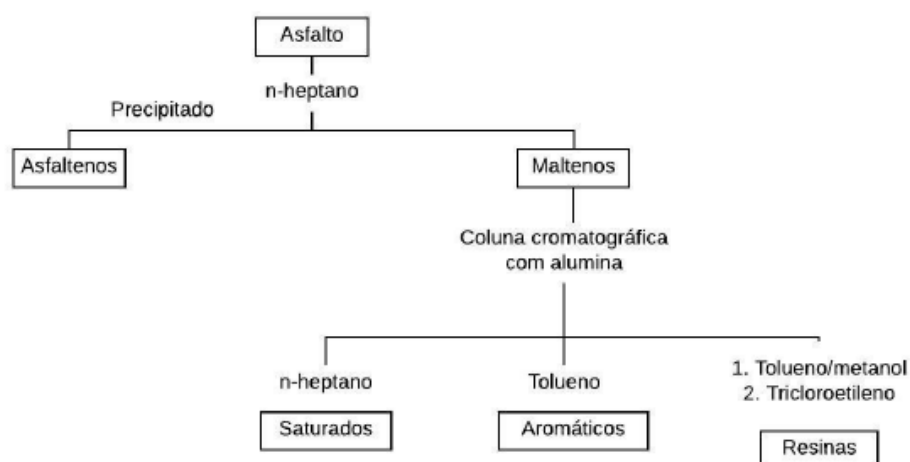 Asfalto
n-heptano
Precipitado
Asfaltenos
Maltenos
Coluna cromatográfica
com alumina
n-heptano
Tolueno
1. Tolueno/metanol
2. Tricloroetileno
Saturados
Aromáticos
Resinas